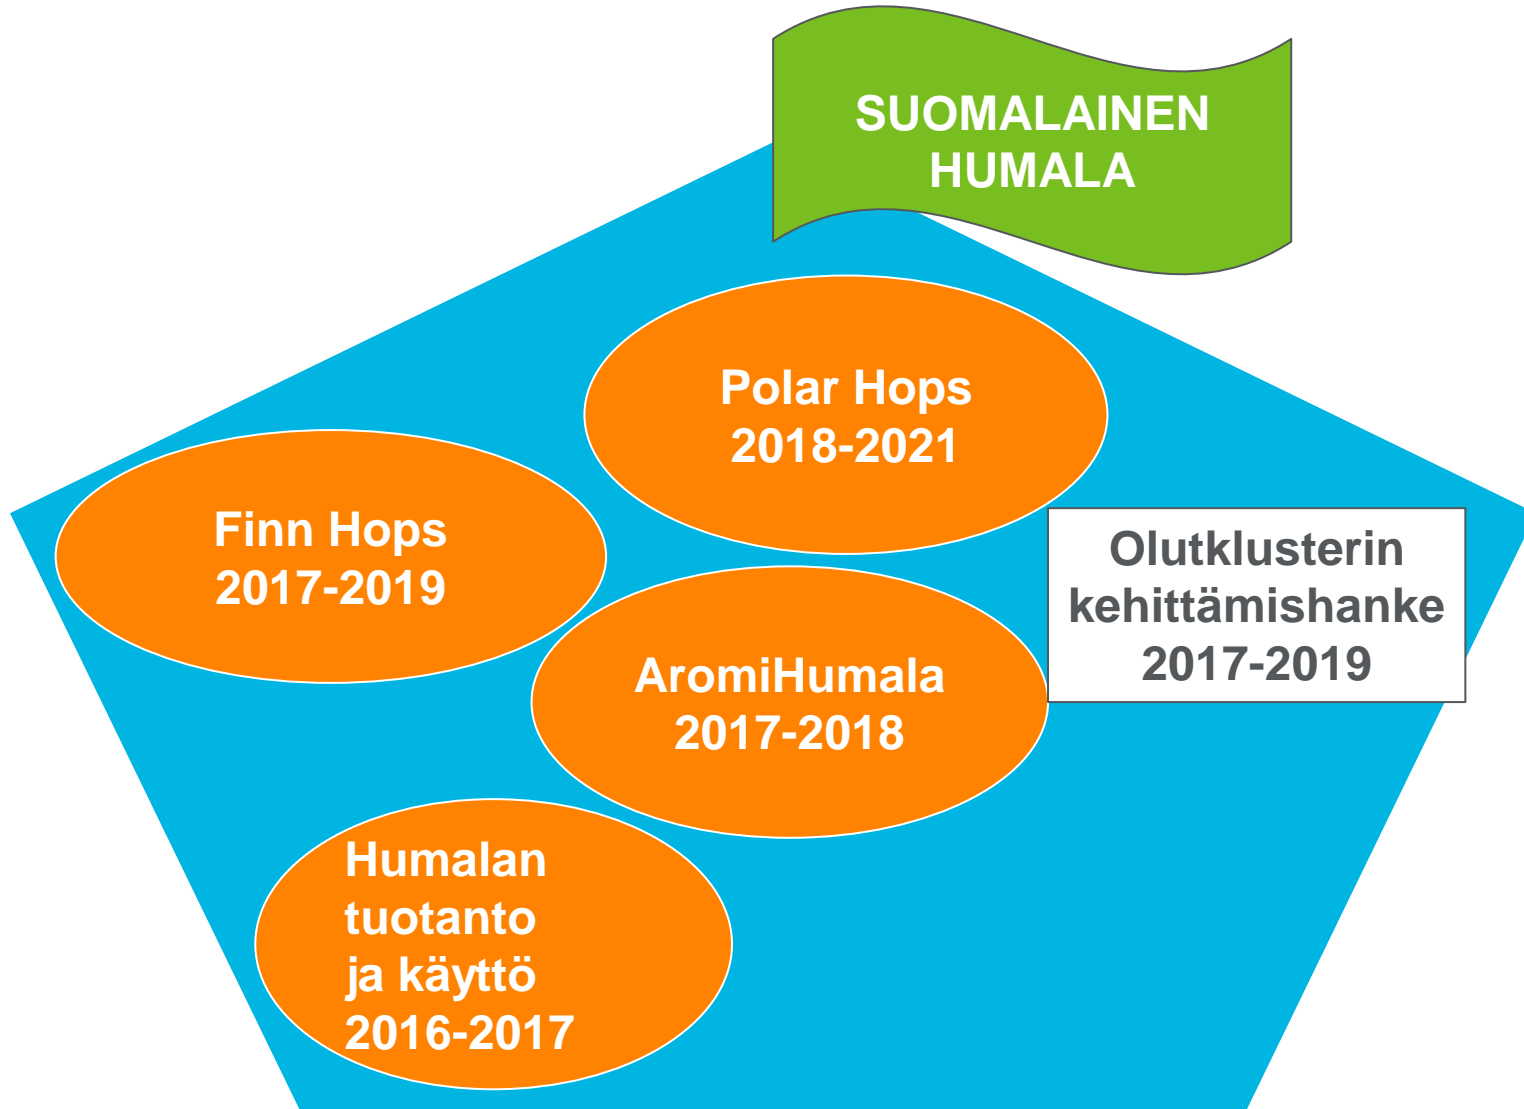 SUOMALAINEN
HUMALA
Polar Hops
2018-2021
Finn Hops
2017-2019
Olutklusterin
kehittämishanke
2017-2019
AromiHumala
2017-2018
Humalan
tuotanto
ja käyttö
2016-2017